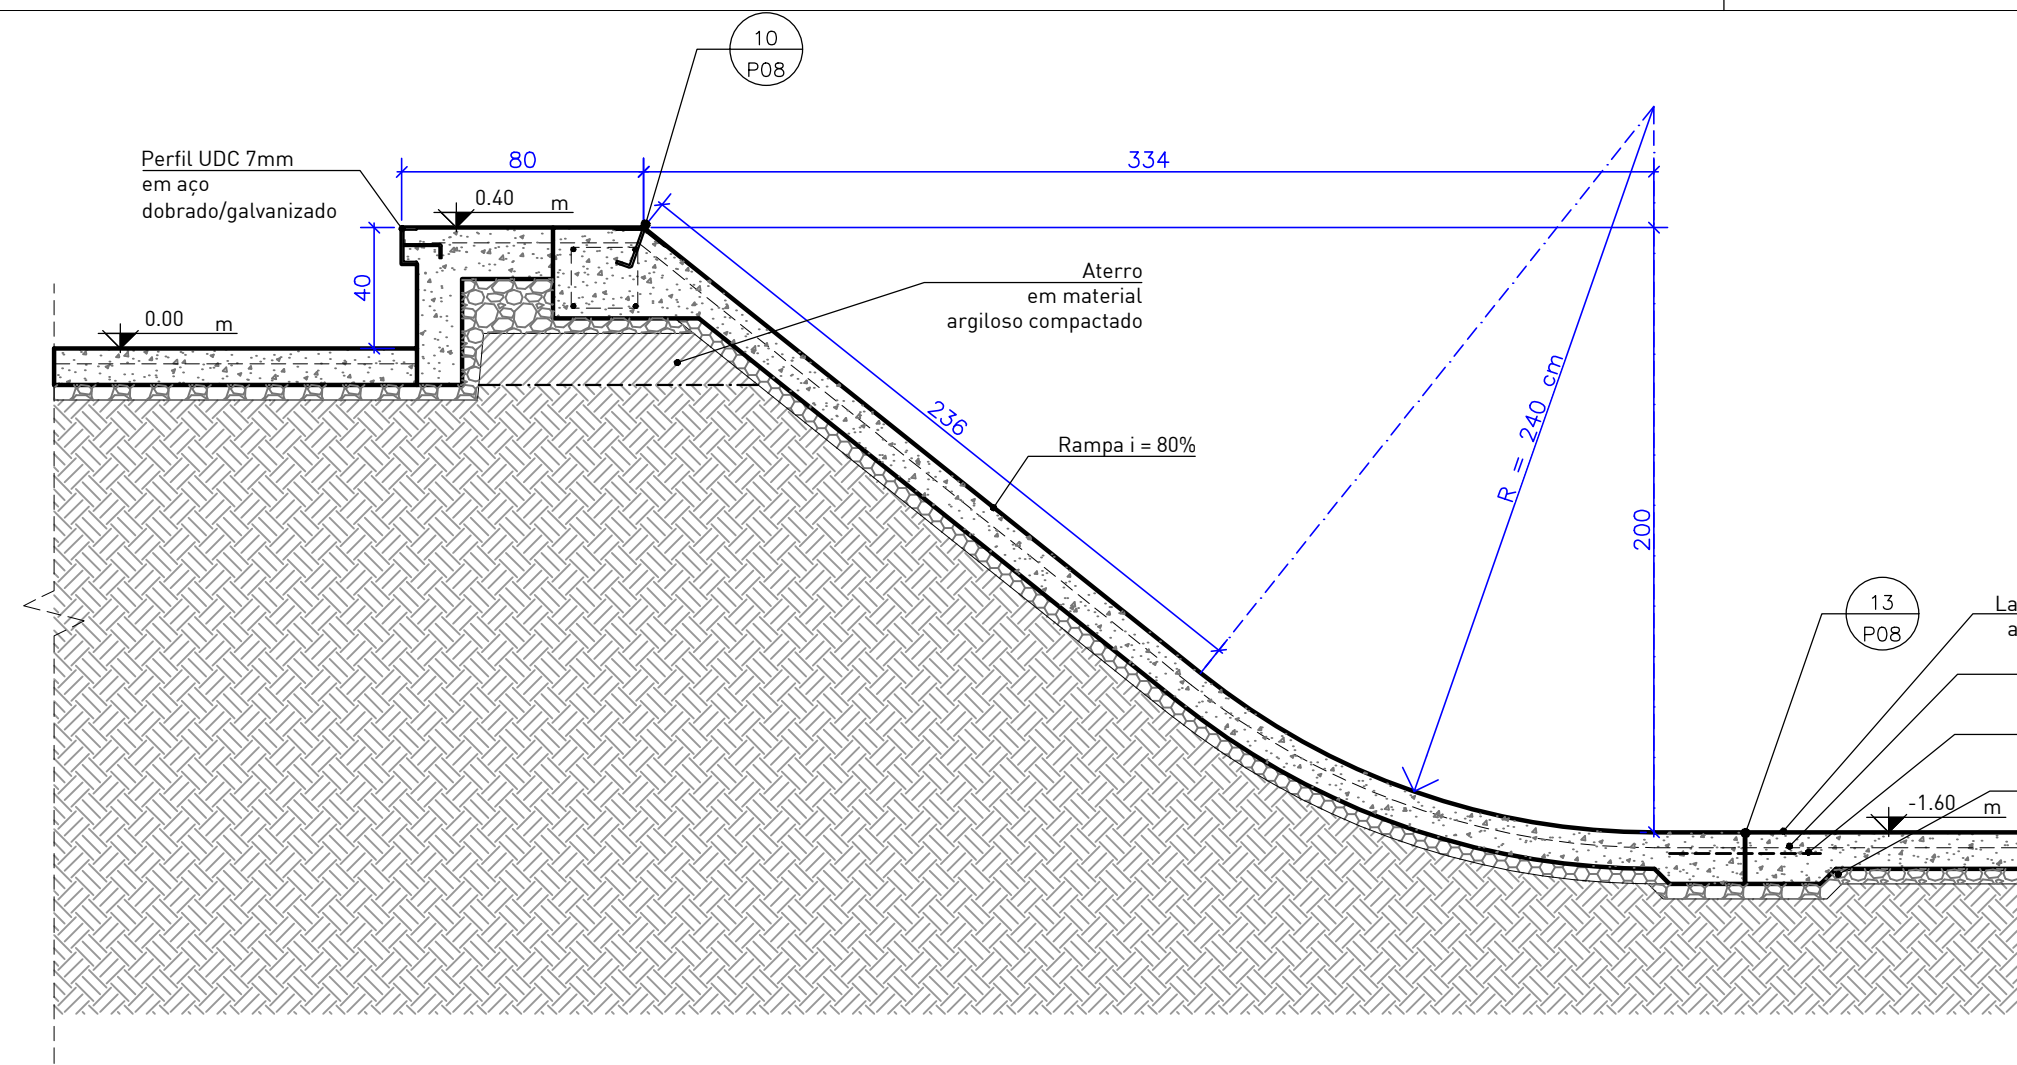 10
P08
Perfil UDC 7mm
em aço
dobrado/galvanizado
80
334
0.40 m
40
0.00 m
Aterro
em material
argiloso compactado
236
Rampa i = 80%
R = 240 cm
200
13
P08
La
a
-1.60 m